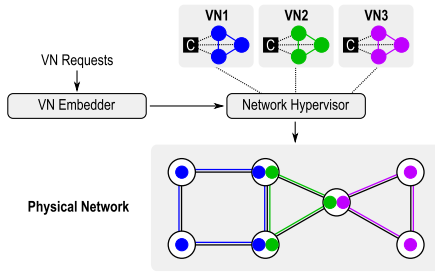 VN1 VN2 VN3
C C C
VN Requests
VN Embedder Network Hypervisor
Physical Network